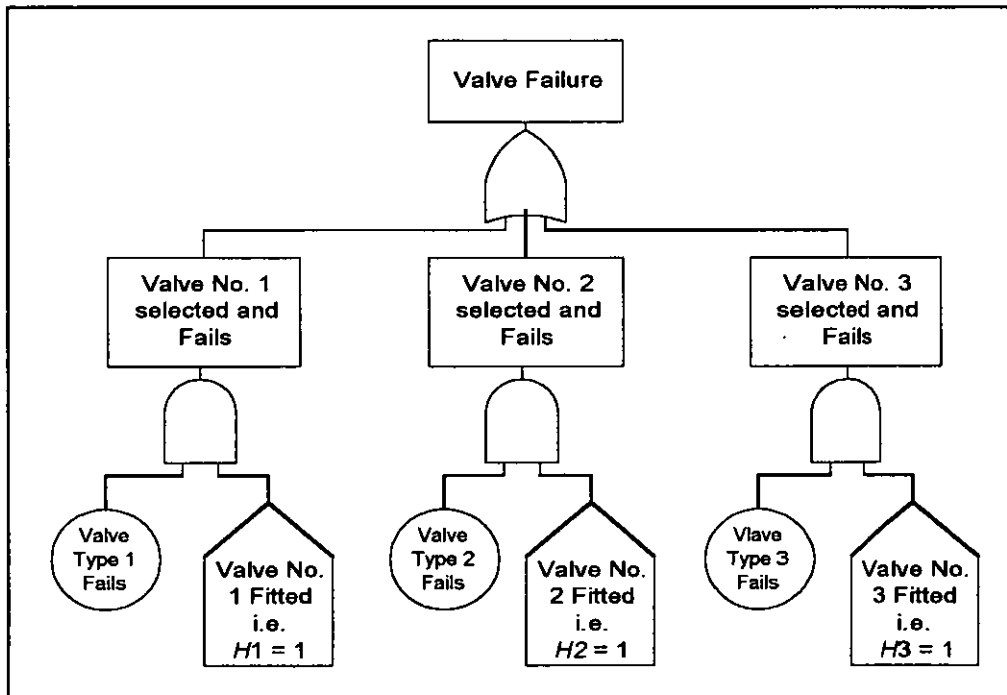 Valve Failure
Valve No. 1
selected and
Fails
Valve No. 2
selected and
Fails
Valve No. 3
selected and
Fails
Valve
Type 1
Fails
Valve No.
1 Fitted
i.e.
H1 = 1
Valve
Type 2
Fails
Valve No.
2 Fitted
i.e.
H2 = 1
Vlave
Type 3
Fails
Valve No.
3 Fitted
i.e.
H3 = 1